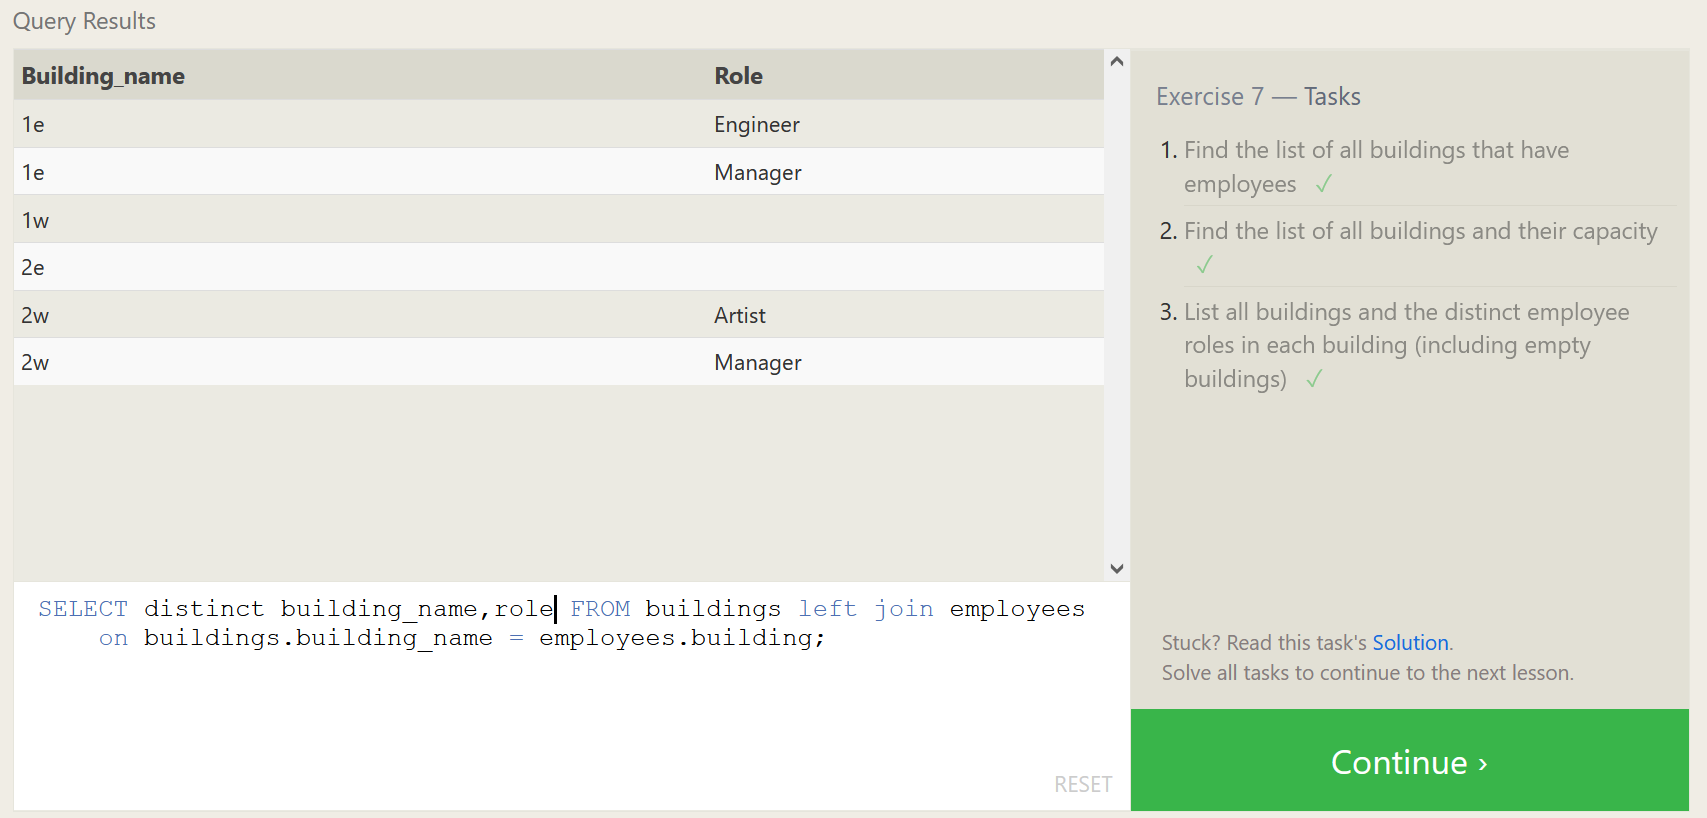 Query Results
Building_name Role
1e Engineer
1e Manager
1w
2e
2w Artist
2w Manager
SELECT distinct building_name,role FROM buildings left join employees
on buildings.building_name = employees.building;
RESET
Exercise 7 — Tasks
1. Find the list of all buildings that have
employees ✓
2. Find the list of all buildings and their capacity
✓
3. List all buildings and the distinct employee
roles in each building (including empty
buildings) ✓
Stuck? Read this task's Solution.
Solve all tasks to continue to the next lesson.
Continue ›